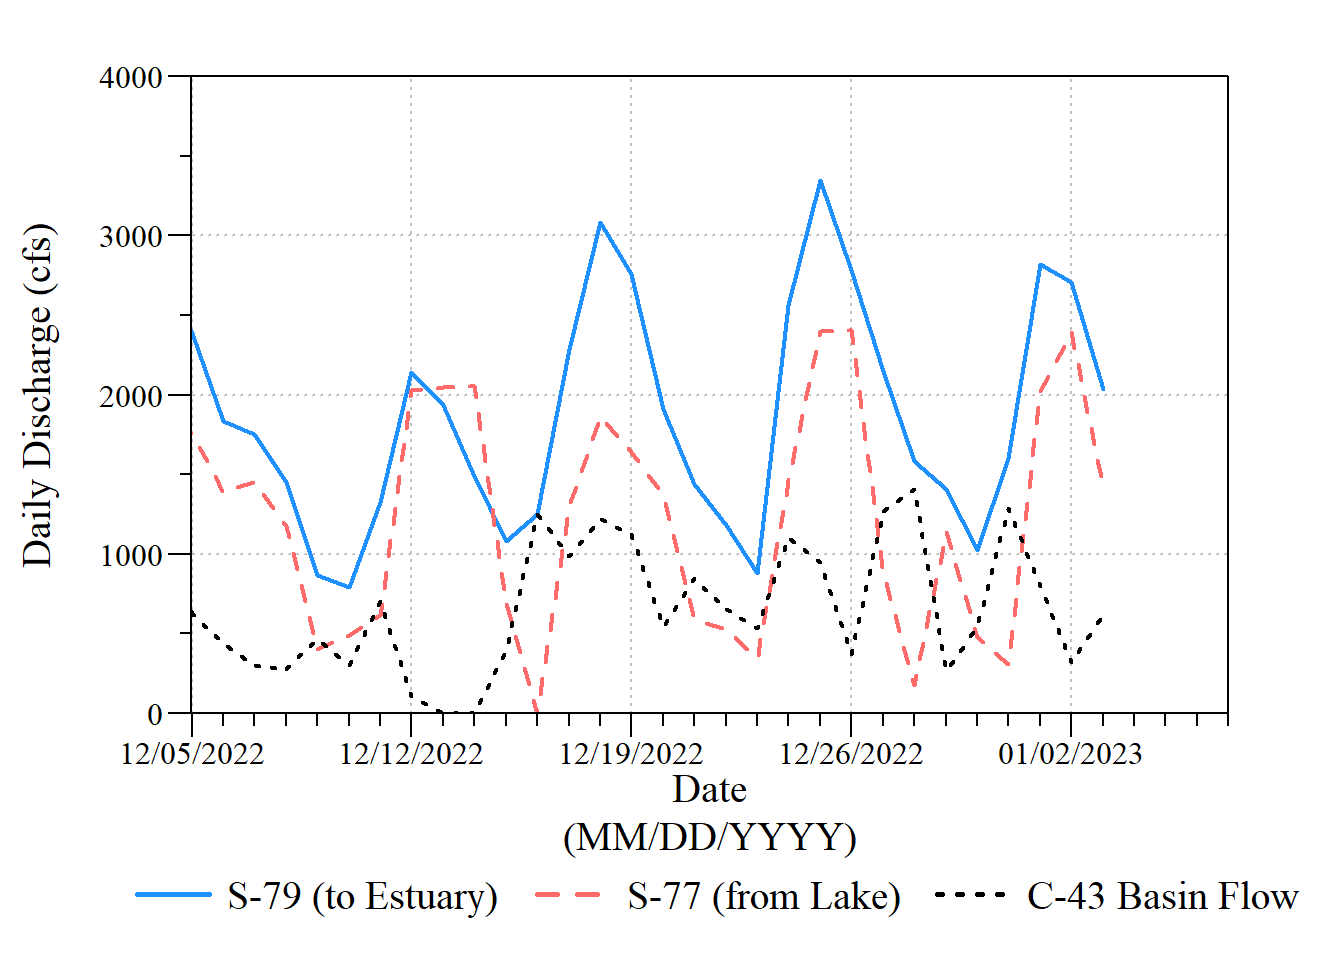 4000
3000
2000
1000
0
Daily Discharge (cfs)
12/05/2022 12/12/2022 12/19/2022 12/26/2022 01/02/2023
Date
(MM/DD/YYYY)
S-79 (to Estuary) S-77 (from Lake) C-43 Basin Flow